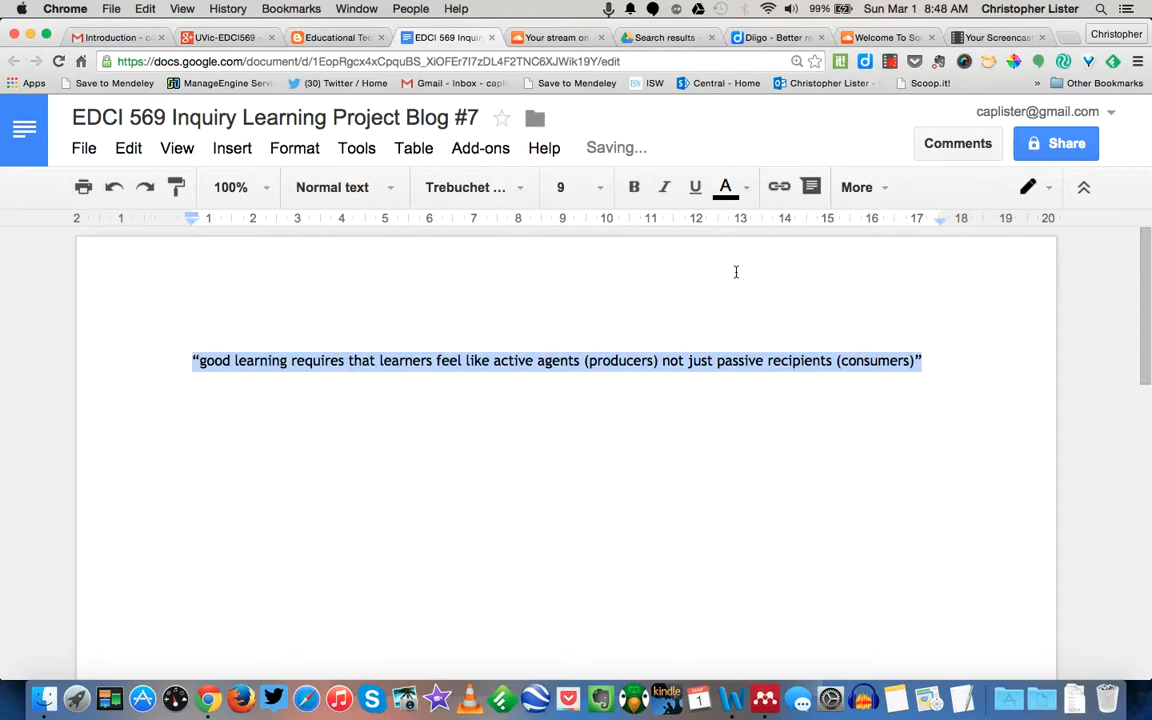 Chrome File Edit View History Bookmarks Window People Help 99% Sun Mar 1 8:48 AM Christopher Lister
Introduction - ca UVic-EDCI569 - Educational Tec EDCI 569 Inquir Your stream on Search results - Diigo - Better re Welcome To So Your Screencast Christopher
https://docs.google.com/document/d/1EopRgcx4xCpquBS_XiOFEr7I7zDL4F2TNC6XJWik19Y/edit
Apps Save to Mendeley ManageEngine Servi (30) Twitter / Home Gmail - Inbox - capl Save to Mendeley ISW ISW Central - Home Christopher Lister - Scoop.it! » Other Bookmarks
EDCI 569 Inquiry Learning Project Blog #7
caplister@gmail.com
File Edit View Insert Format Tools Table Add-ons Help Saving...
Comments Share
100% Normal text Trebuchet ... 9 B I U A More
2 1 1 2 3 4 5 6 7 8 9 10 11 12 13 14 15 16 17 18 19 20
“good learning requires that learners feel like active agents (producers) not just passive recipients (consumers)”
kindle